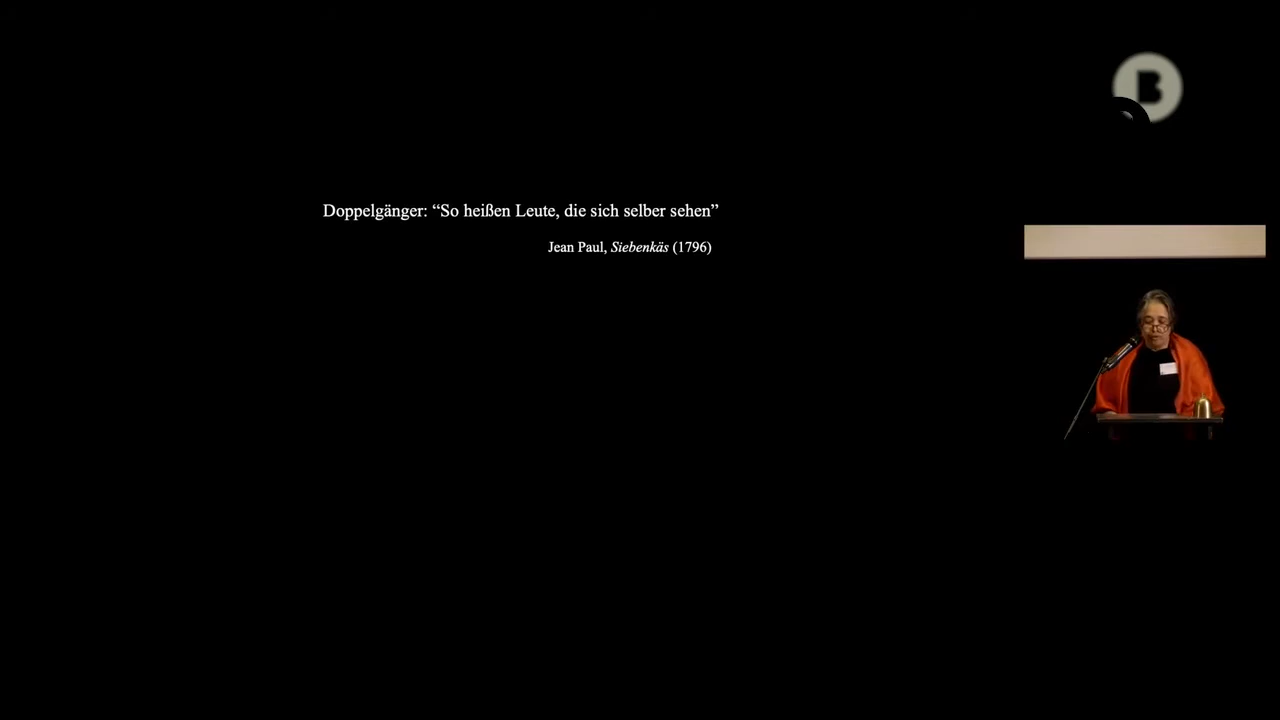 B
Doppelgänger: “So heißen Leute, die sich selber sehen”
Jean Paul, Siebenkäs (1796)